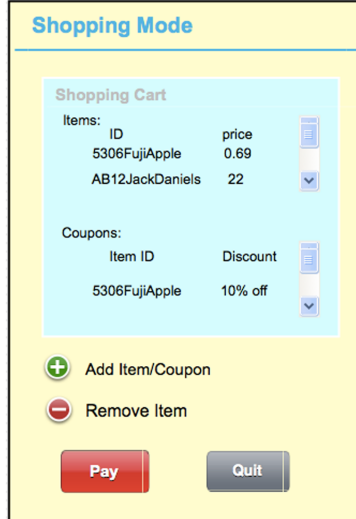 Shopping Mode
Shopping Cart
Items:
ID price
5306FujiApple 0.69
AB12JackDaniels 22
Coupons:
Item ID Discount
5306FujiApple 10% off
Add Item/Coupon
Remove Item
Pay Quit